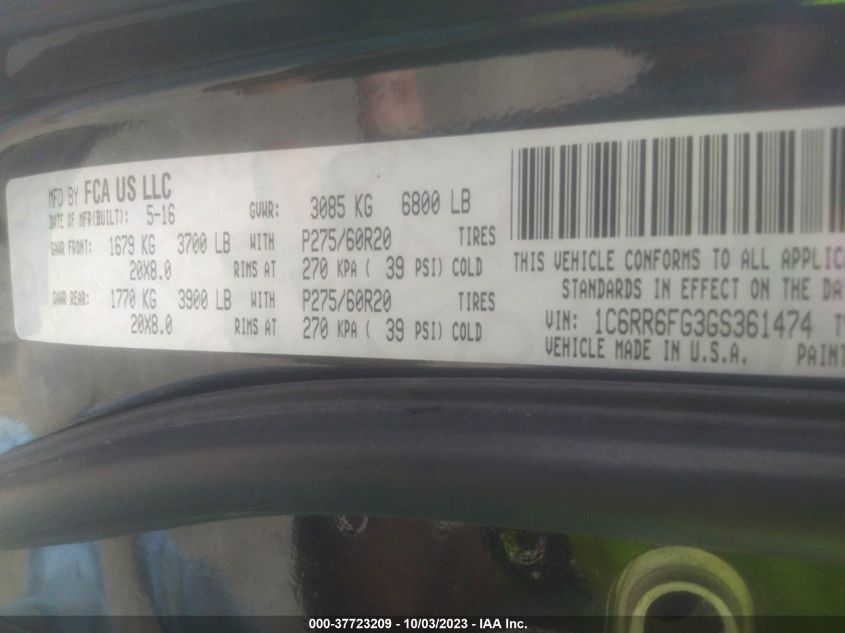 MFD BY FCA US LLC
DATE OF MFR(BUILT): 5-16 GVWR: 3085 KG 6800 LB
GAWR FRONT: 1679 KG 3700 LB WITH P275/60R20 TIRES
20X8.0 RIMS AT 270 KPA ( 39 PSI) COLD
GAWR REAR: 1770 KG 3900 LB WITH P275/60R20 TIRES
20X8.0 RIMS AT 270 KPA ( 39 PSI) COLD
THIS VEHICLE CONFORMS TO ALL APPLIC
STANDARDS IN EFFECT ON THE DA
VIN: 1C6RR6FG3GS361474 T
VEHICLE MADE IN U.S.A. PAINT
000-37723209 - 10/03/2023 - IAA Inc.